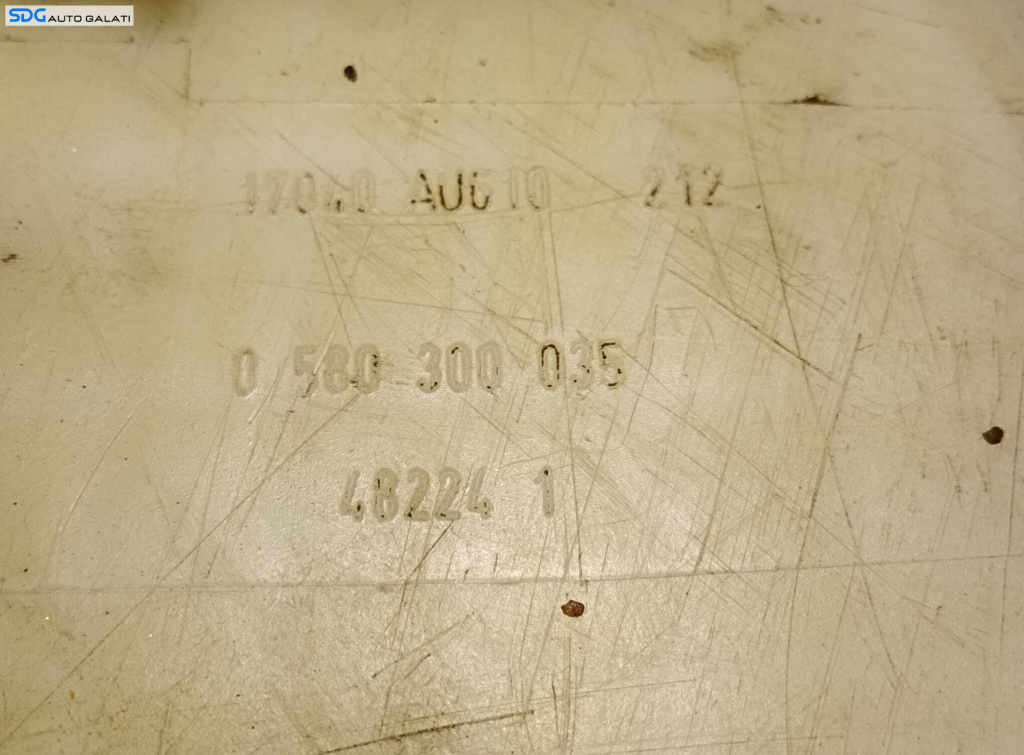 SDG AUTO GALATI
17040 AU610 212
0 580 300 035
48224 1